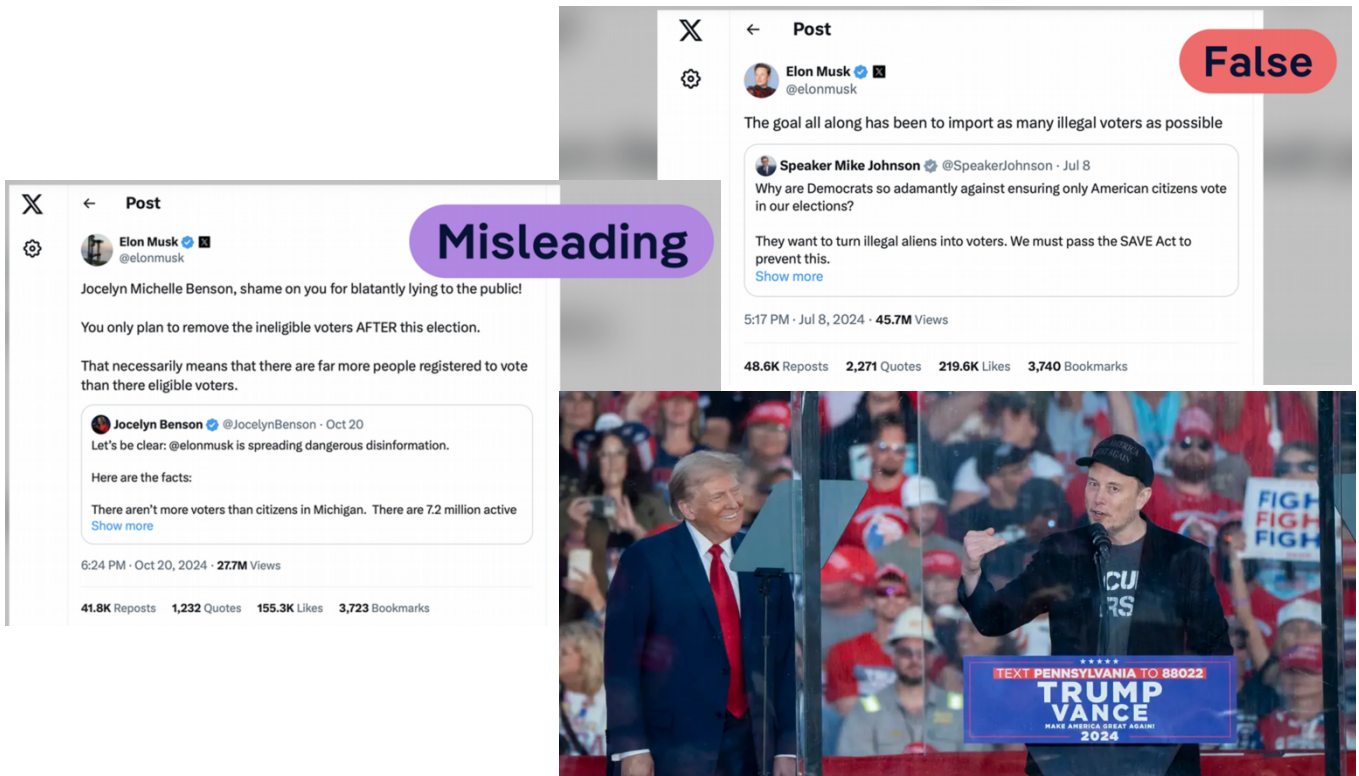 Post
Elon Musk
@elonmusk
False
The goal all along has been to import as many illegal voters as possible
Speaker Mike Johnson @SpeakerJohnson · Jul 8
Why are Democrats so adamantly against ensuring only American citizens vote
in our elections?
They want to turn illegal aliens into voters. We must pass the SAVE Act to
prevent this.
Show more
5:17 PM · Jul 8, 2024 · 45.7M Views
48.6K Reposts 2,271 Quotes 219.6K Likes 3,740 Bookmarks
Post
Elon Musk
@elonmusk
Misleading
Jocelyn Michelle Benson, shame on you for blatantly lying to the public!
You only plan to remove the ineligible voters AFTER this election.
That necessarily means that there are far more people registered to vote
than there eligible voters.
Jocelyn Benson @JocelynBenson · Oct 20
Let's be clear: @elonmusk is spreading dangerous disinformation.
Here are the facts:
There aren't more voters than citizens in Michigan. There are 7.2 million active
Show more
6:24 PM · Oct 20, 2024 · 27.7M Views
41.8K Reposts 1,232 Quotes 155.3K Likes 3,723 Bookmarks
FIGH
FIGH
FIGH
CU
ERS
TEXT PENNSYLVANIA TO 88022
TRUMP
VANCE
MAKE AMERICA GREAT AGAIN!
2024